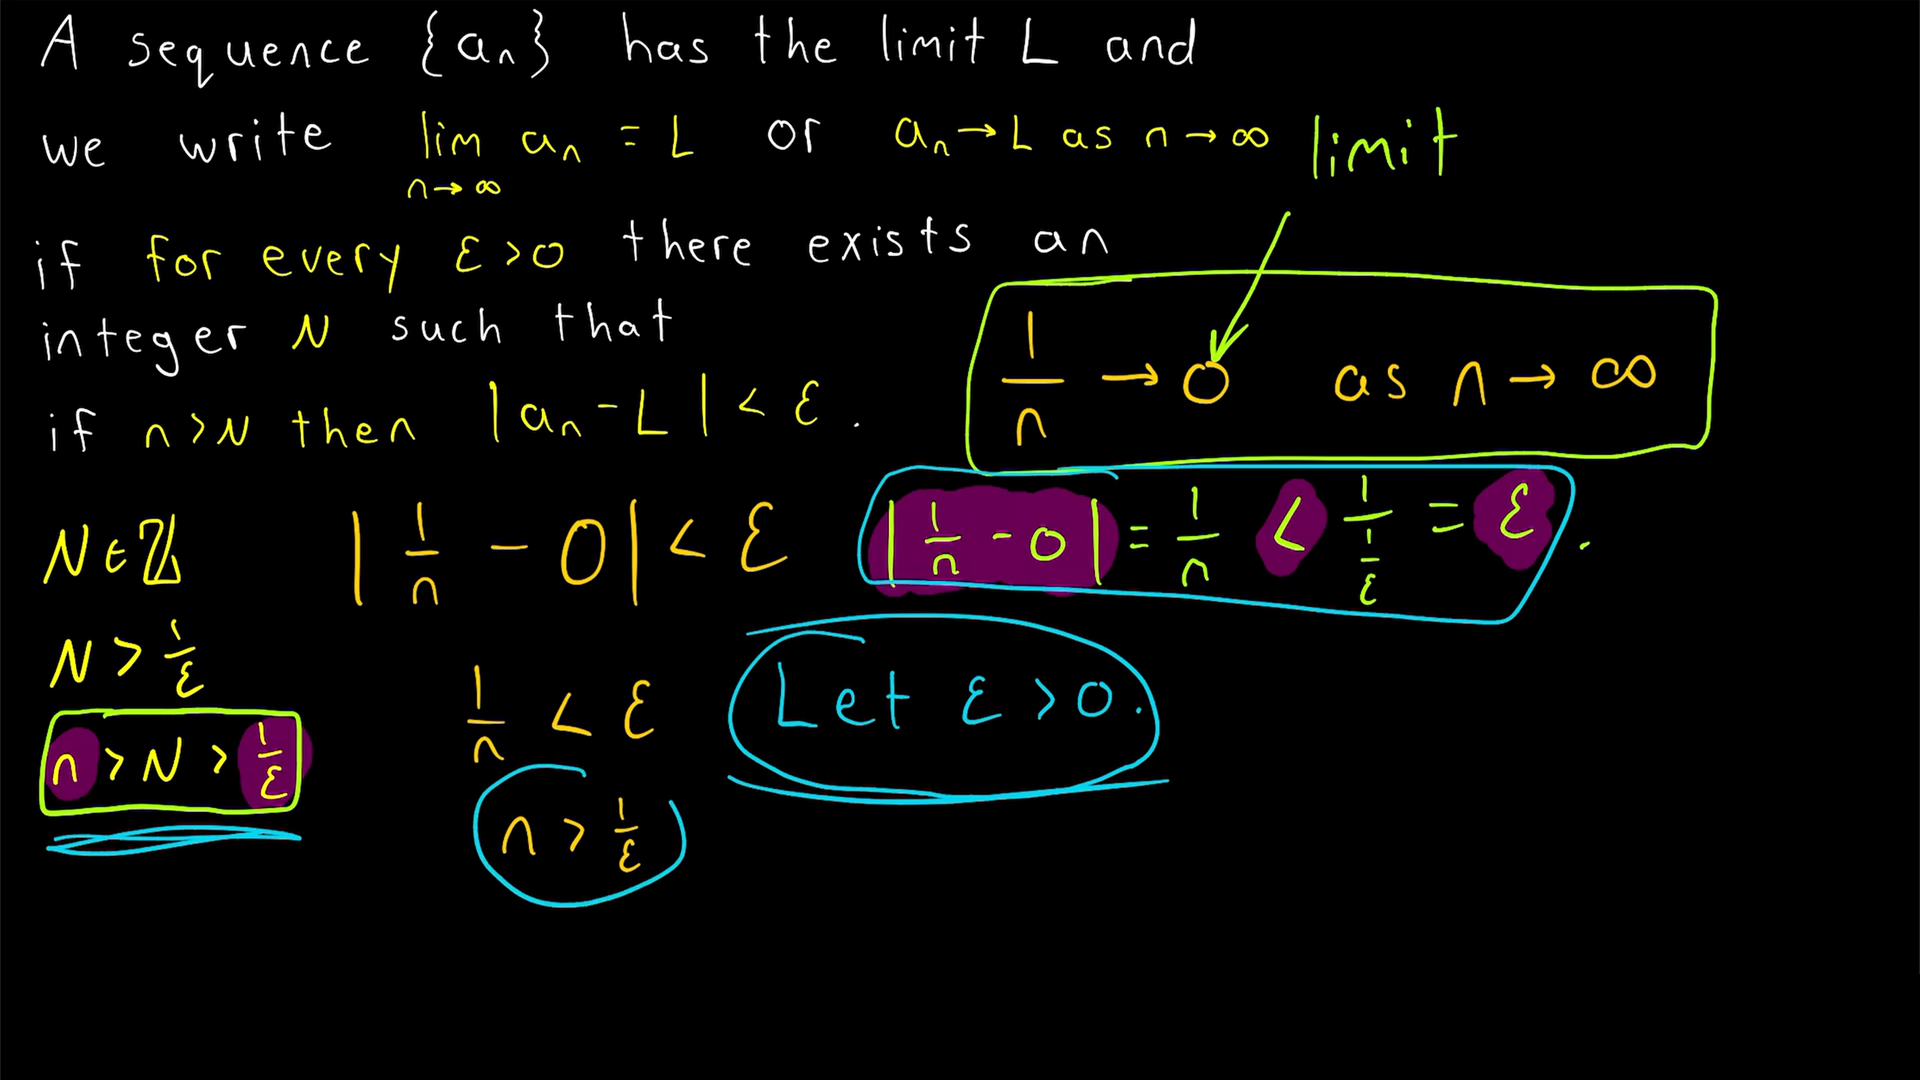 A sequence {aₙ} has the limit L and
we write lim aₙ = L or aₙ → L as n → ∞
n → ∞
if for every ε > 0 there exists an
integer N such that
if n > N then |aₙ - L| < ε.
limit
1/n → 0 as n → ∞
|1/n - 0| = 1/n < 1/(1/ε) = ε.
N ∈ ℤ
N > 1/ε
n > N > 1/ε
|1/n - 0| < ε
1/n < ε
n > 1/ε
Let ε > 0.